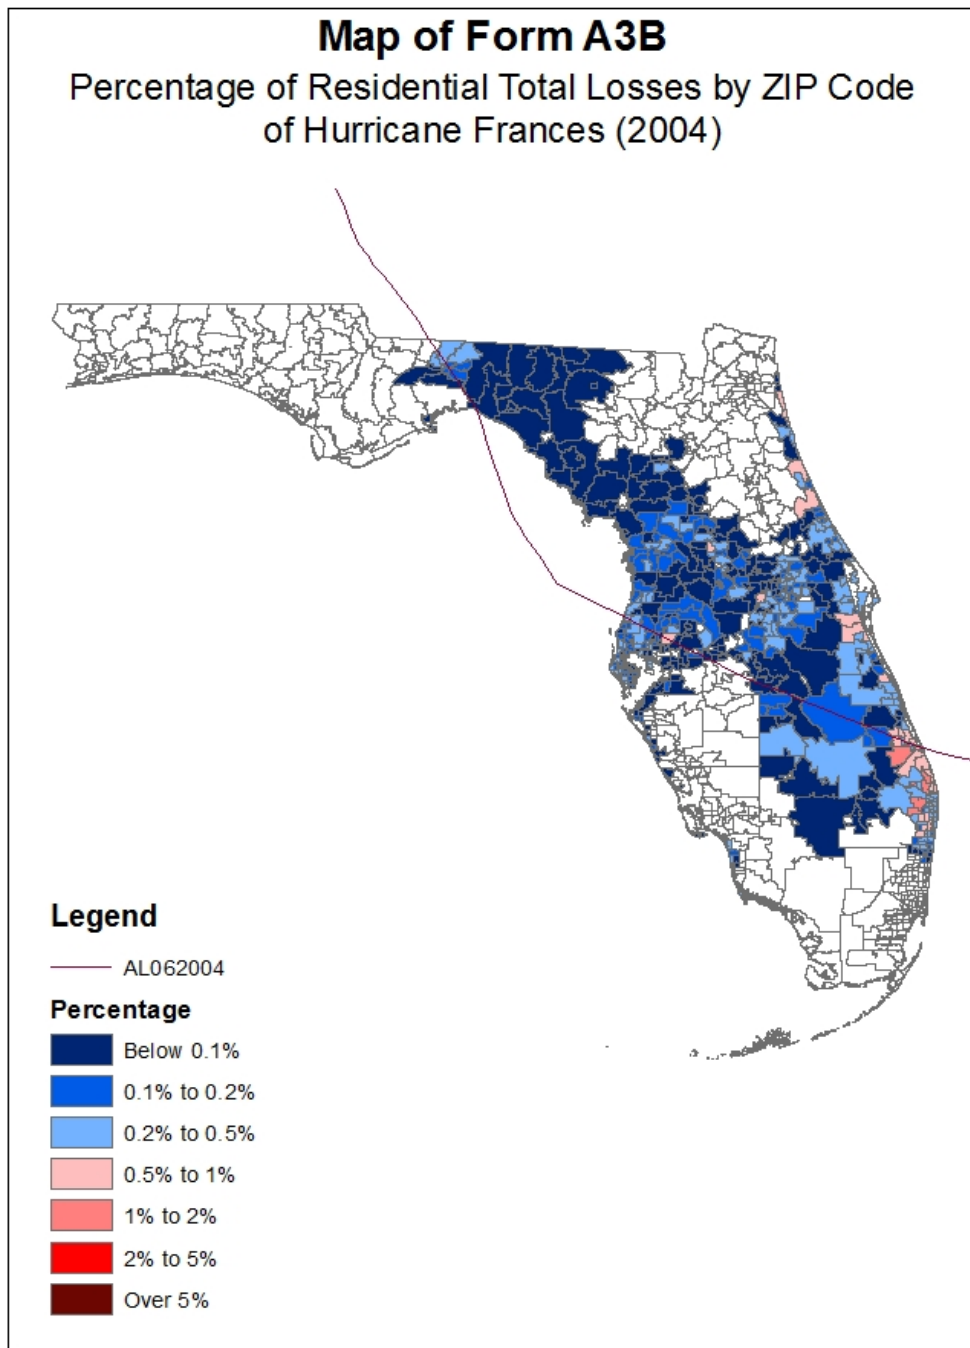 Map of Form A3B
Percentage of Residential Total Losses by ZIP Code
of Hurricane Frances (2004)
Legend
AL062004
Percentage
Below 0.1%
0.1% to 0.2%
0.2% to 0.5%
0.5% to 1%
1% to 2%
2% to 5%
Over 5%